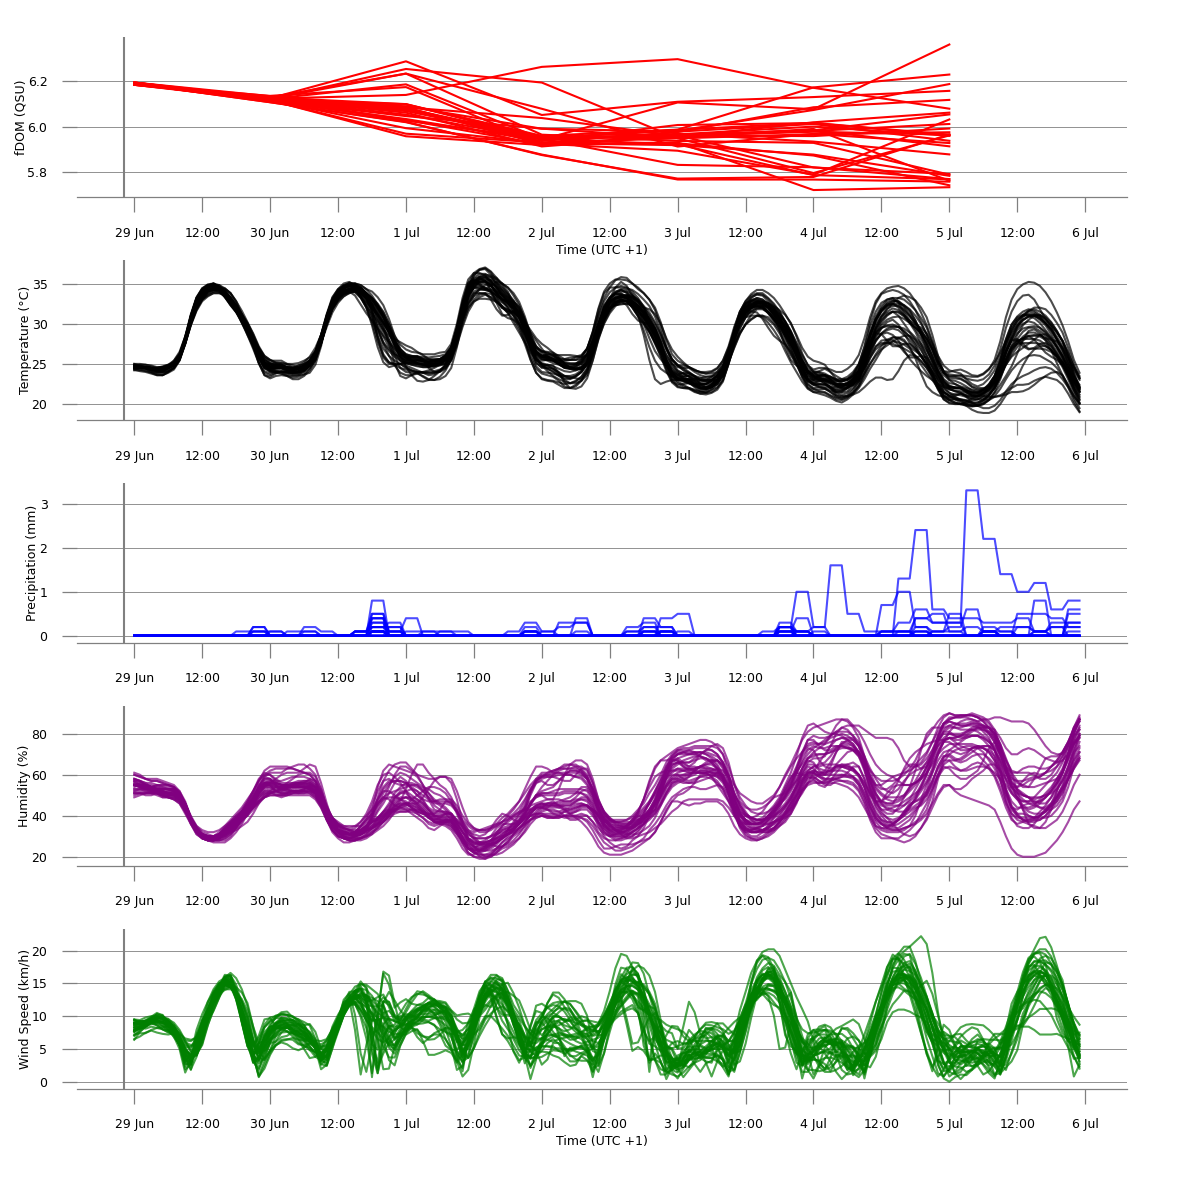 fDOM (QSU)
6.2
6.0
5.8
29 Jun 12:00 30 Jun 12:00 1 Jul 12:00 2 Jul 12:00 3 Jul 12:00 4 Jul 12:00 5 Jul 12:00 6 Jul
Time (UTC +1)
Temperature (°C)
35
30
25
20
29 Jun 12:00 30 Jun 12:00 1 Jul 12:00 2 Jul 12:00 3 Jul 12:00 4 Jul 12:00 5 Jul 12:00 6 Jul
Precipitation (mm)
3
2
1
0
29 Jun 12:00 30 Jun 12:00 1 Jul 12:00 2 Jul 12:00 3 Jul 12:00 4 Jul 12:00 5 Jul 12:00 6 Jul
Humidity (%)
80
60
40
20
29 Jun 12:00 30 Jun 12:00 1 Jul 12:00 2 Jul 12:00 3 Jul 12:00 4 Jul 12:00 5 Jul 12:00 6 Jul
Wind Speed (km/h)
20
15
10
5
0
29 Jun 12:00 30 Jun 12:00 1 Jul 12:00 2 Jul 12:00 3 Jul 12:00 4 Jul 12:00 5 Jul 12:00 6 Jul
Time (UTC +1)